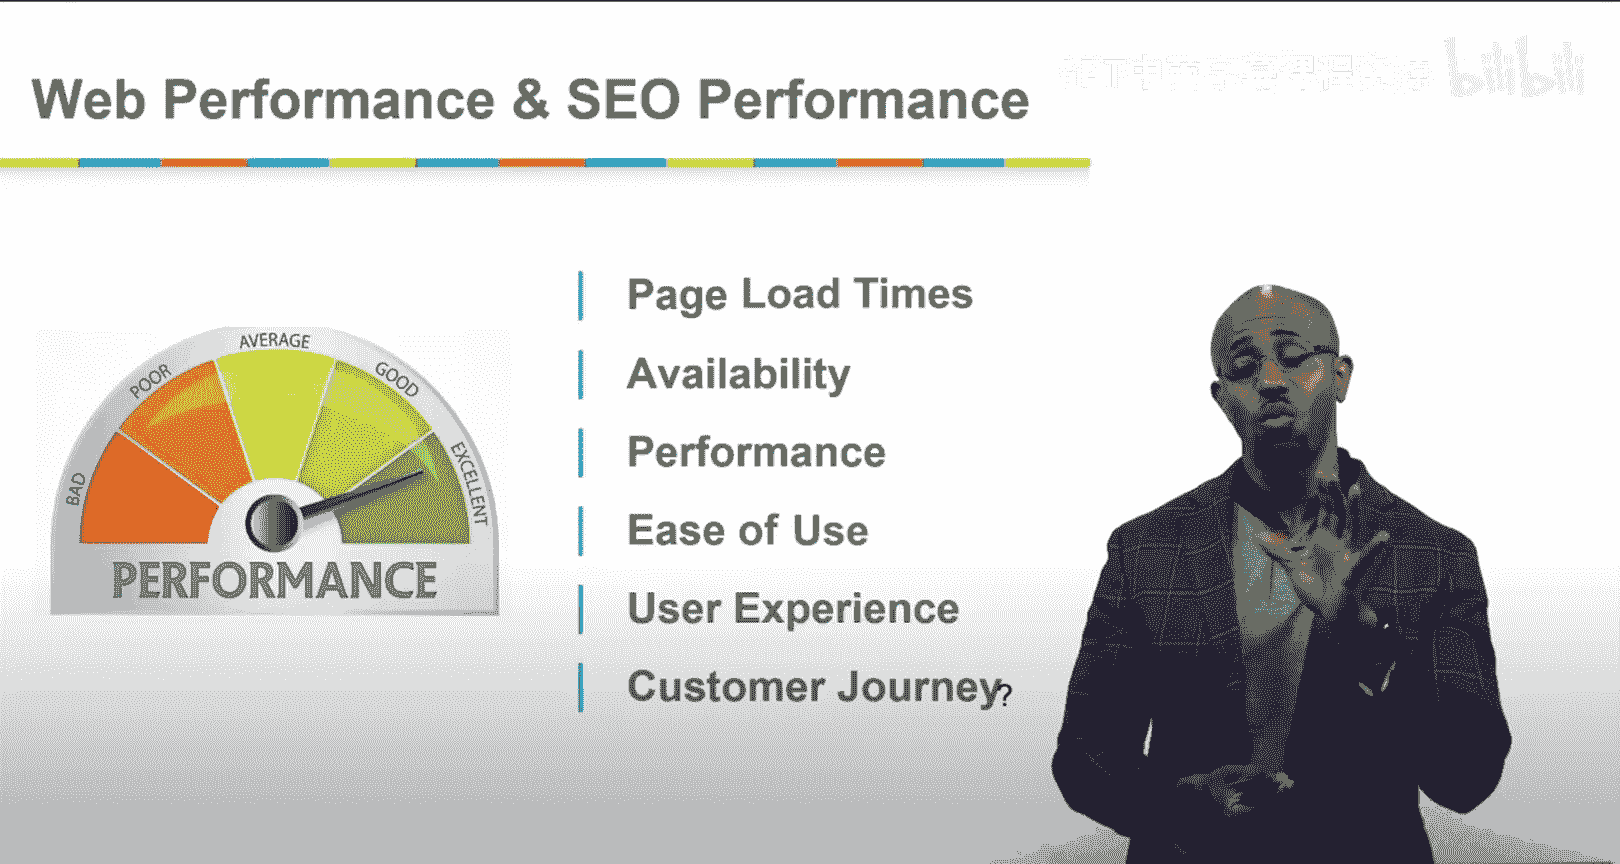 Web Performance & SEO Performance
bilibili
Page Load Times
Availability
Performance
Ease of Use
User Experience
Customer Journey?
BAD
POOR
AVERAGE
GOOD
EXCELLENT
PERFORMANCE